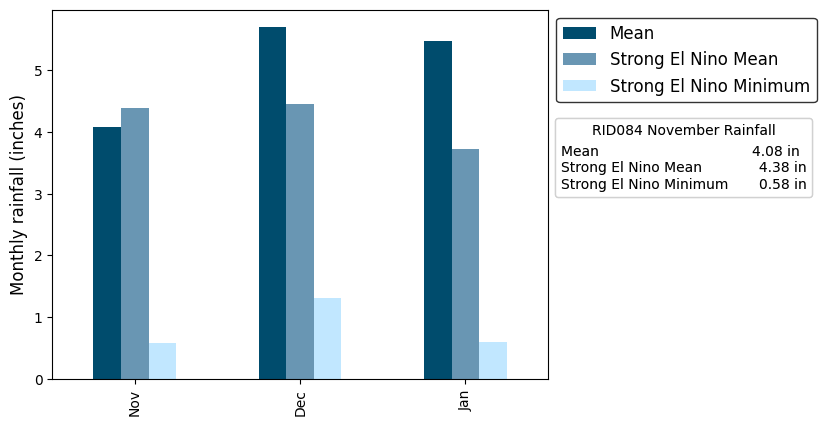 Monthly rainfall (inches)
5
4
3
2
1
0
Nov
Dec
Jan
Mean
Strong El Nino Mean
Strong El Nino Minimum
RID084 November Rainfall
Mean 4.08 in
Strong El Nino Mean 4.38 in
Strong El Nino Minimum 0.58 in